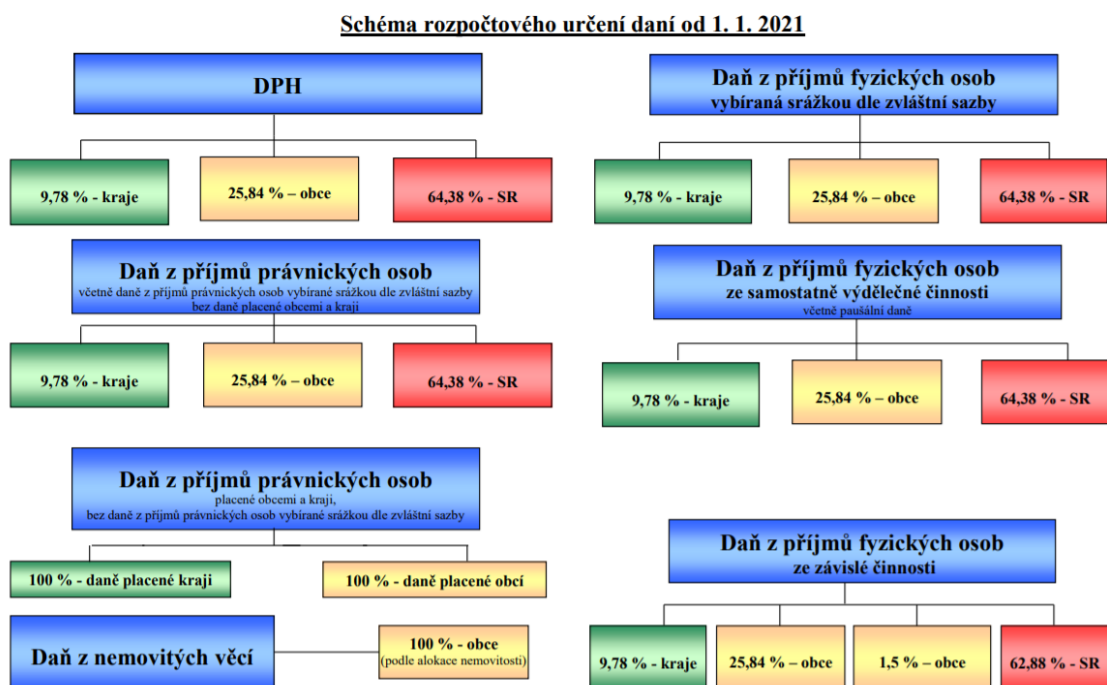 Schéma rozpočtového určení daní od 1. 1. 2021
DPH
9,78 % - kraje
25,84 % – obce
64,38 % - SR
Daň z příjmů fyzických osob
vybíraná srážkou dle zvláštní sazby
9,78 % - kraje
25,84 % – obce
64,38 % - SR
Daň z příjmů právnických osob
včetně daně z příjmů právnických osob vybírané srážkou dle zvláštní sazby
bez daně placené obcemi a kraji
9,78 % - kraje
25,84 % – obce
64,38 % - SR
Daň z příjmů fyzických osob
ze samostatně výdělečné činnosti
včetně paušální daně
9,78 % - kraje
25,84 % – obce
64,38 % - SR
Daň z příjmů právnických osob
placené obcemi a kraji,
bez daně z příjmů právnických osob vybírané srážkou dle zvláštní sazby
100 % - daně placené kraji
100 % - daně placené obcí
Daň z nemovitých věcí
100 % - obce
(podle alokace nemovitosti)
Daň z příjmů fyzických osob
ze závislé činnosti
9,78 % - kraje
25,84 % – obce
1,5 % – obce
62,88 % - SR